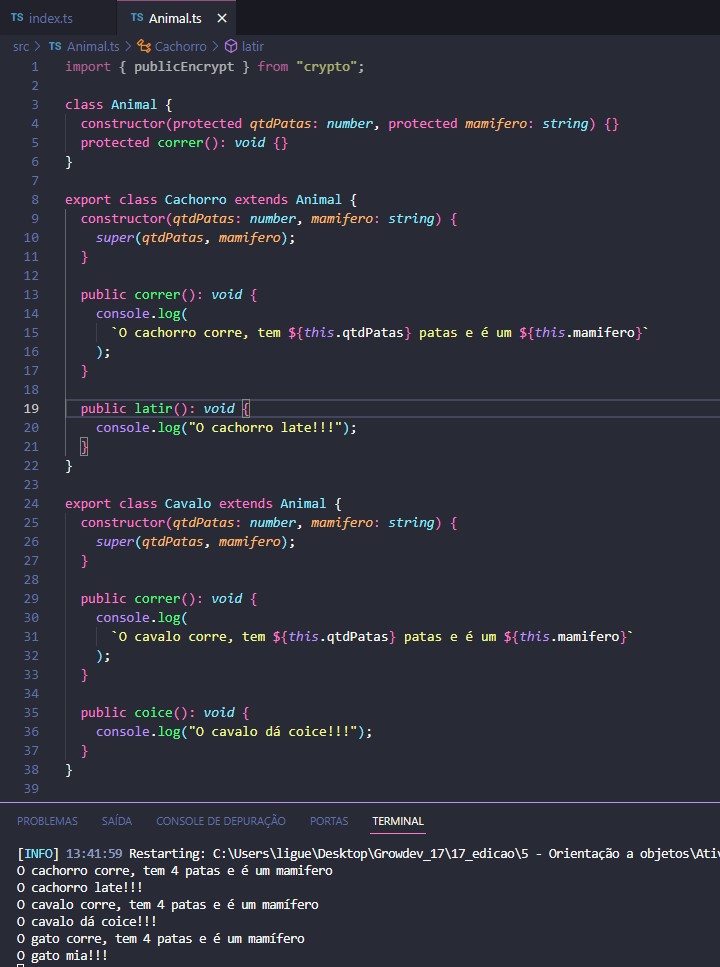 TS index.ts TS Animal.ts ×
src > TS Animal.ts > Cachorro > latir
1 import { publicEncrypt } from "crypto";
2
3 class Animal {
4 constructor(protected qtdPatas: number, protected mamifero: string) {}
5 protected correr(): void {}
6 }
7
8 export class Cachorro extends Animal {
9 constructor(qtdPatas: number, mamifero: string) {
10 super(qtdPatas, mamifero);
11 }
12
13 public correr(): void {
14 console.log(
15 `O cachorro corre, tem ${this.qtdPatas} patas e é um ${this.mamifero}`
16 );
17 }
18
19 public latir(): void {
20 console.log("O cachorro late!!!");
21 }
22 }
23
24 export class Cavalo extends Animal {
25 constructor(qtdPatas: number, mamifero: string) {
26 super(qtdPatas, mamifero);
27 }
28
29 public correr(): void {
30 console.log(
31 `O cavalo corre, tem ${this.qtdPatas} patas e é um ${this.mamifero}`
32 );
33 }
34
35 public coice(): void {
36 console.log("O cavalo dá coice!!!");
37 }
38 }
39
PROBLEMAS SAÍDA CONSOLE DE DEPURAÇÃO PORTAS TERMINAL
[INFO] 13:41:59 Restarting: C:\Users\ligue\Desktop\Growdev_17\17_edicao\5 - Orientação a objetos\Ativ
O cachorro corre, tem 4 patas e é um mamifero
O cachorro late!!!
O cavalo corre, tem 4 patas e é um mamífero
O cavalo dá coice!!!
O gato corre, tem 4 patas e é um mamífero
O gato mia!!!